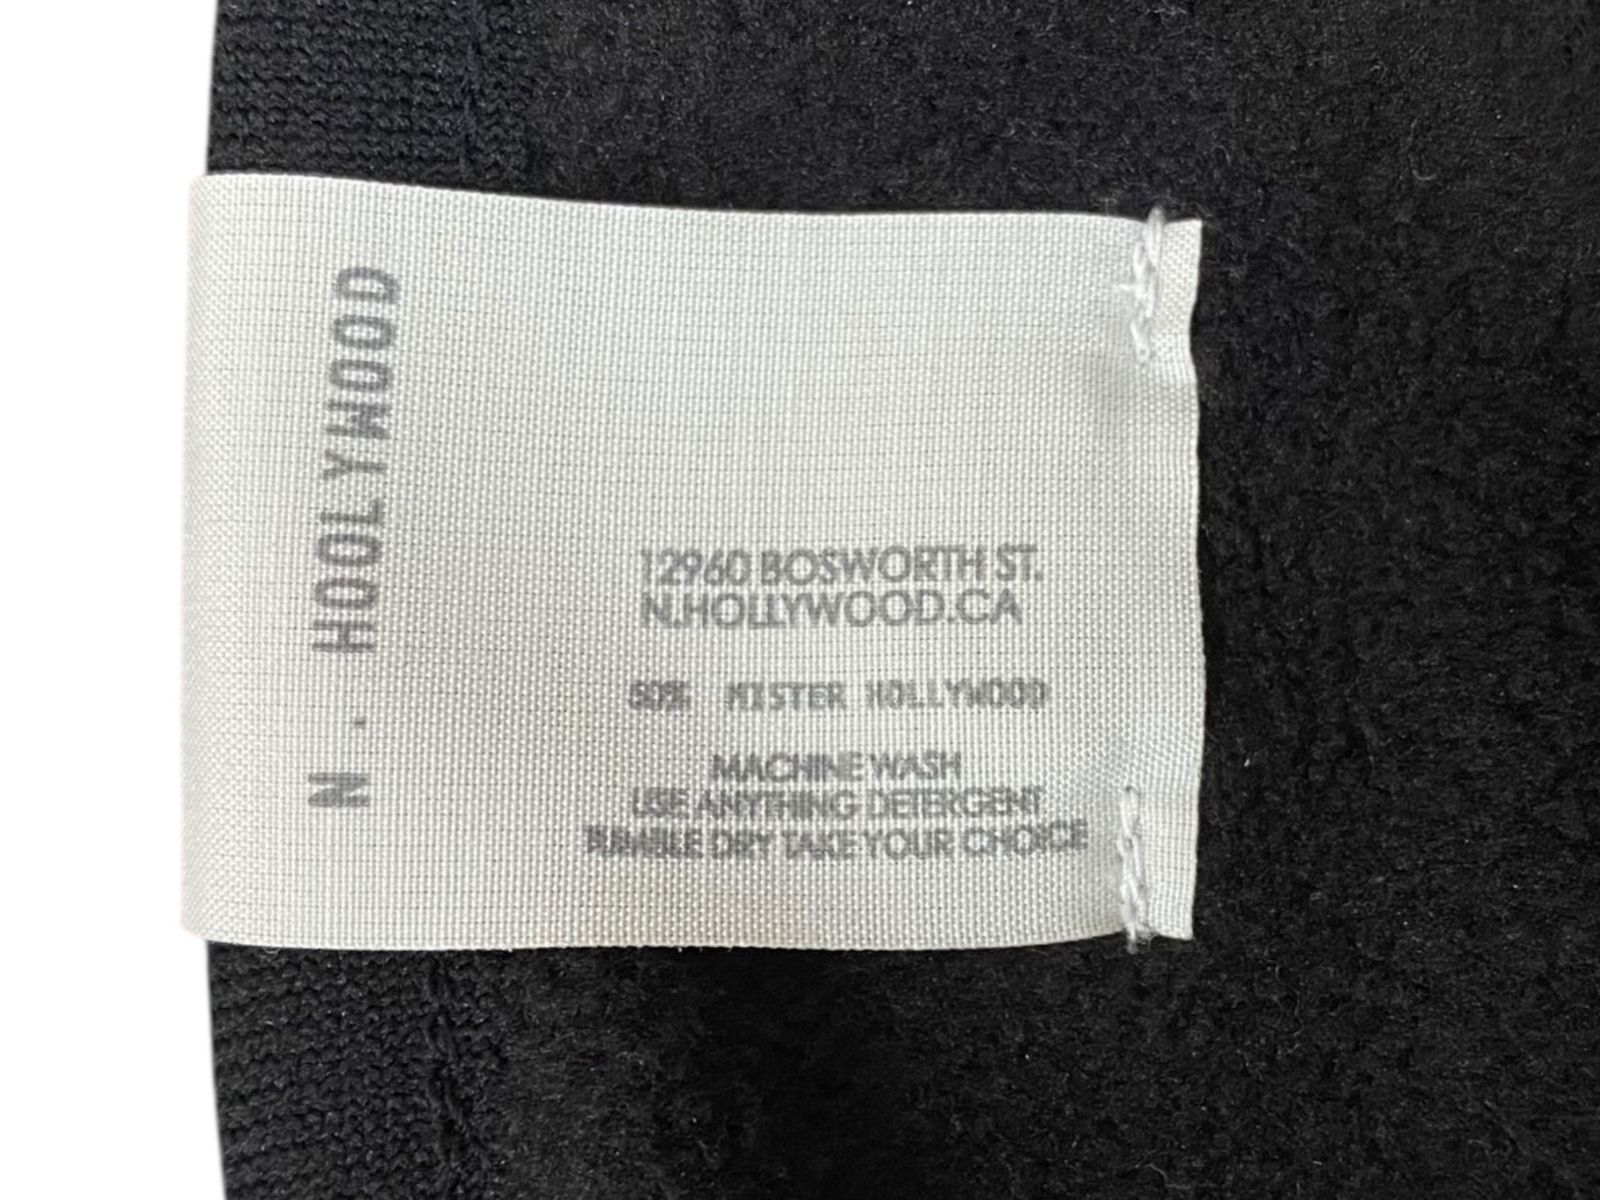 N. HOOLYWOOD
12960 BOSWORTH ST.
N.HOLLYWOOD.CA
50% MISTER HOLLYWOOD
MACHINE WASH
USE ANYTHING DETERGENT
TUMBLE DRY TAKE YOUR CHOICE